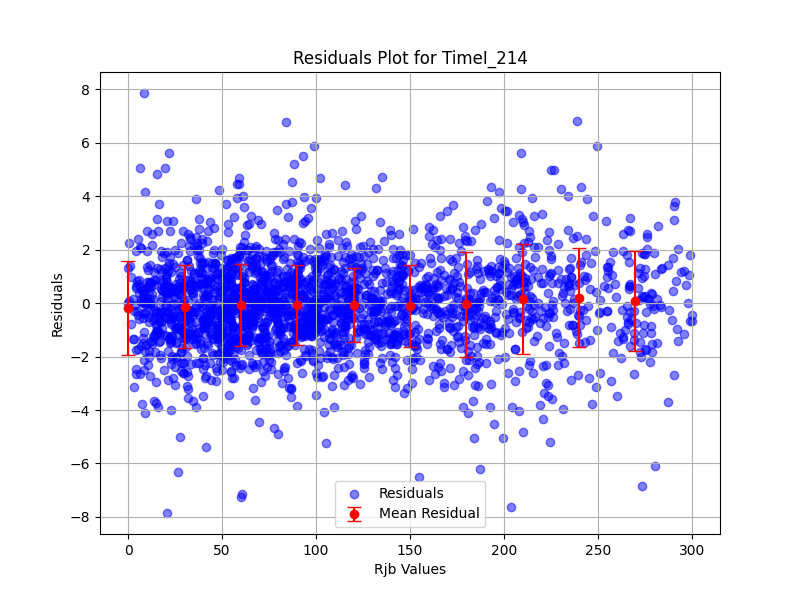 Residuals Plot for TimeI_214
8
6
4
2
0
−2
−4
−6
−8
Residuals
0 50 100 150 200 250 300
Rjb Values
Residuals
Mean Residual